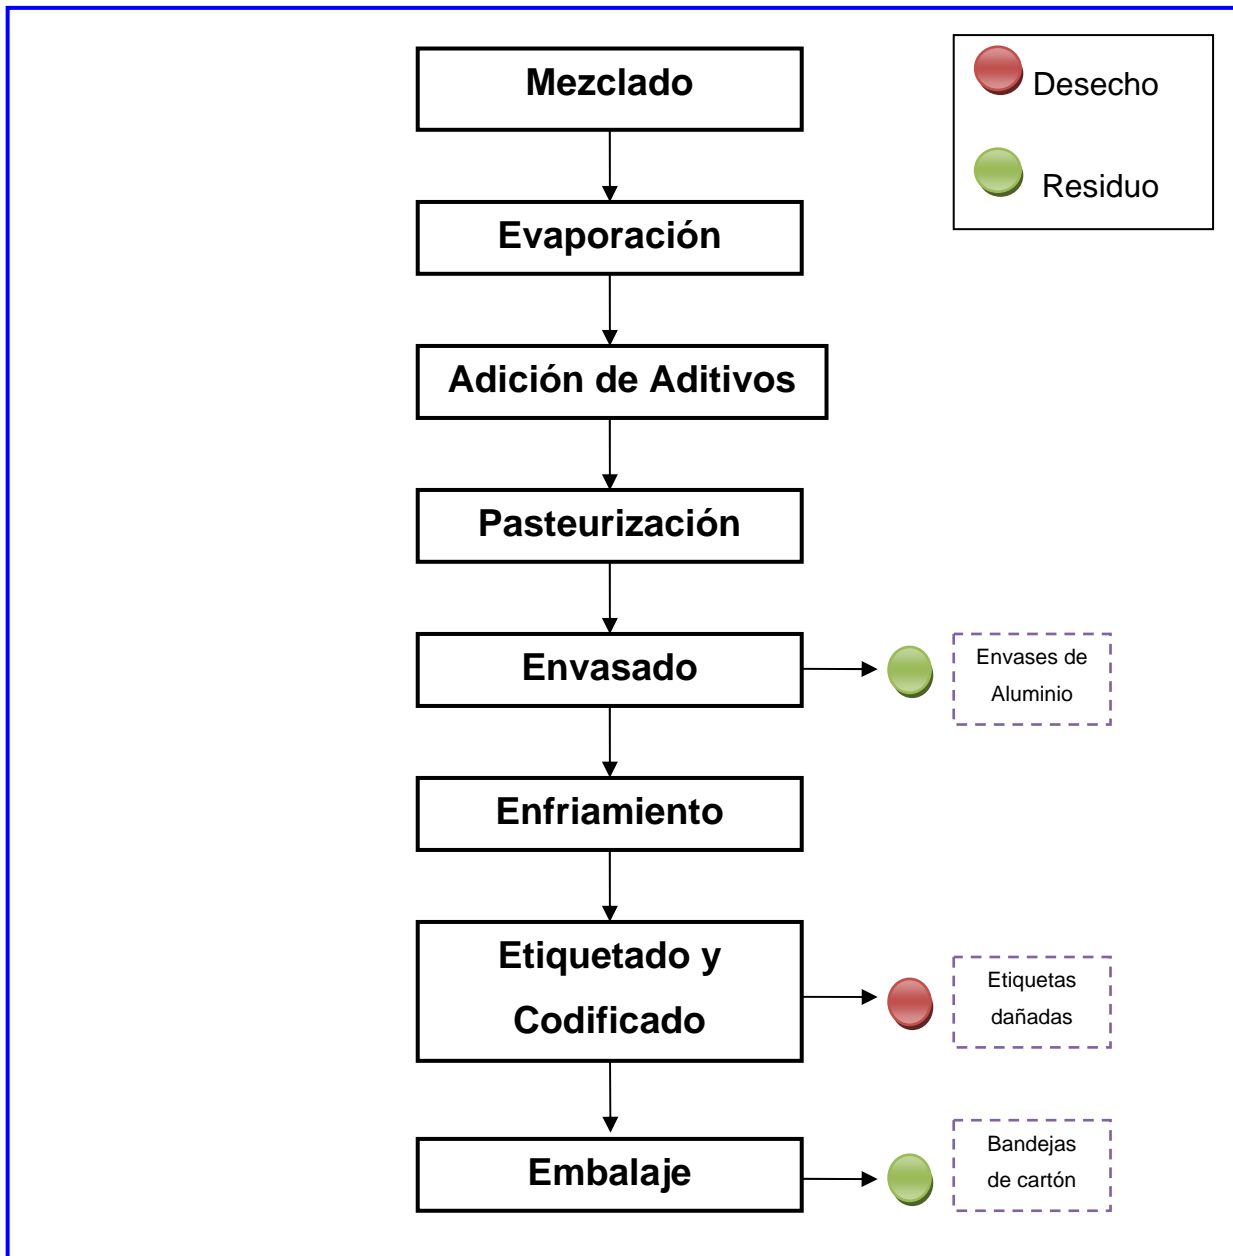 Mezclado
Desecho
Residuo
Evaporación
Adición de Aditivos
Pasteurización
Envasado
Envases de
Aluminio
Enfriamiento
Etiquetado y
Codificado
Etiquetas
dañadas
Embalaje
Bandejas
de cartón